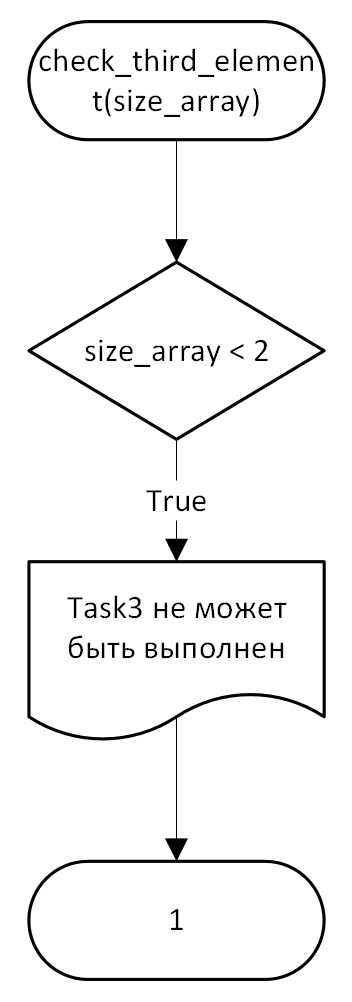 check_third_elemen
t(size_array)
size_array < 2
True
Task3 не может
быть выполнен
1